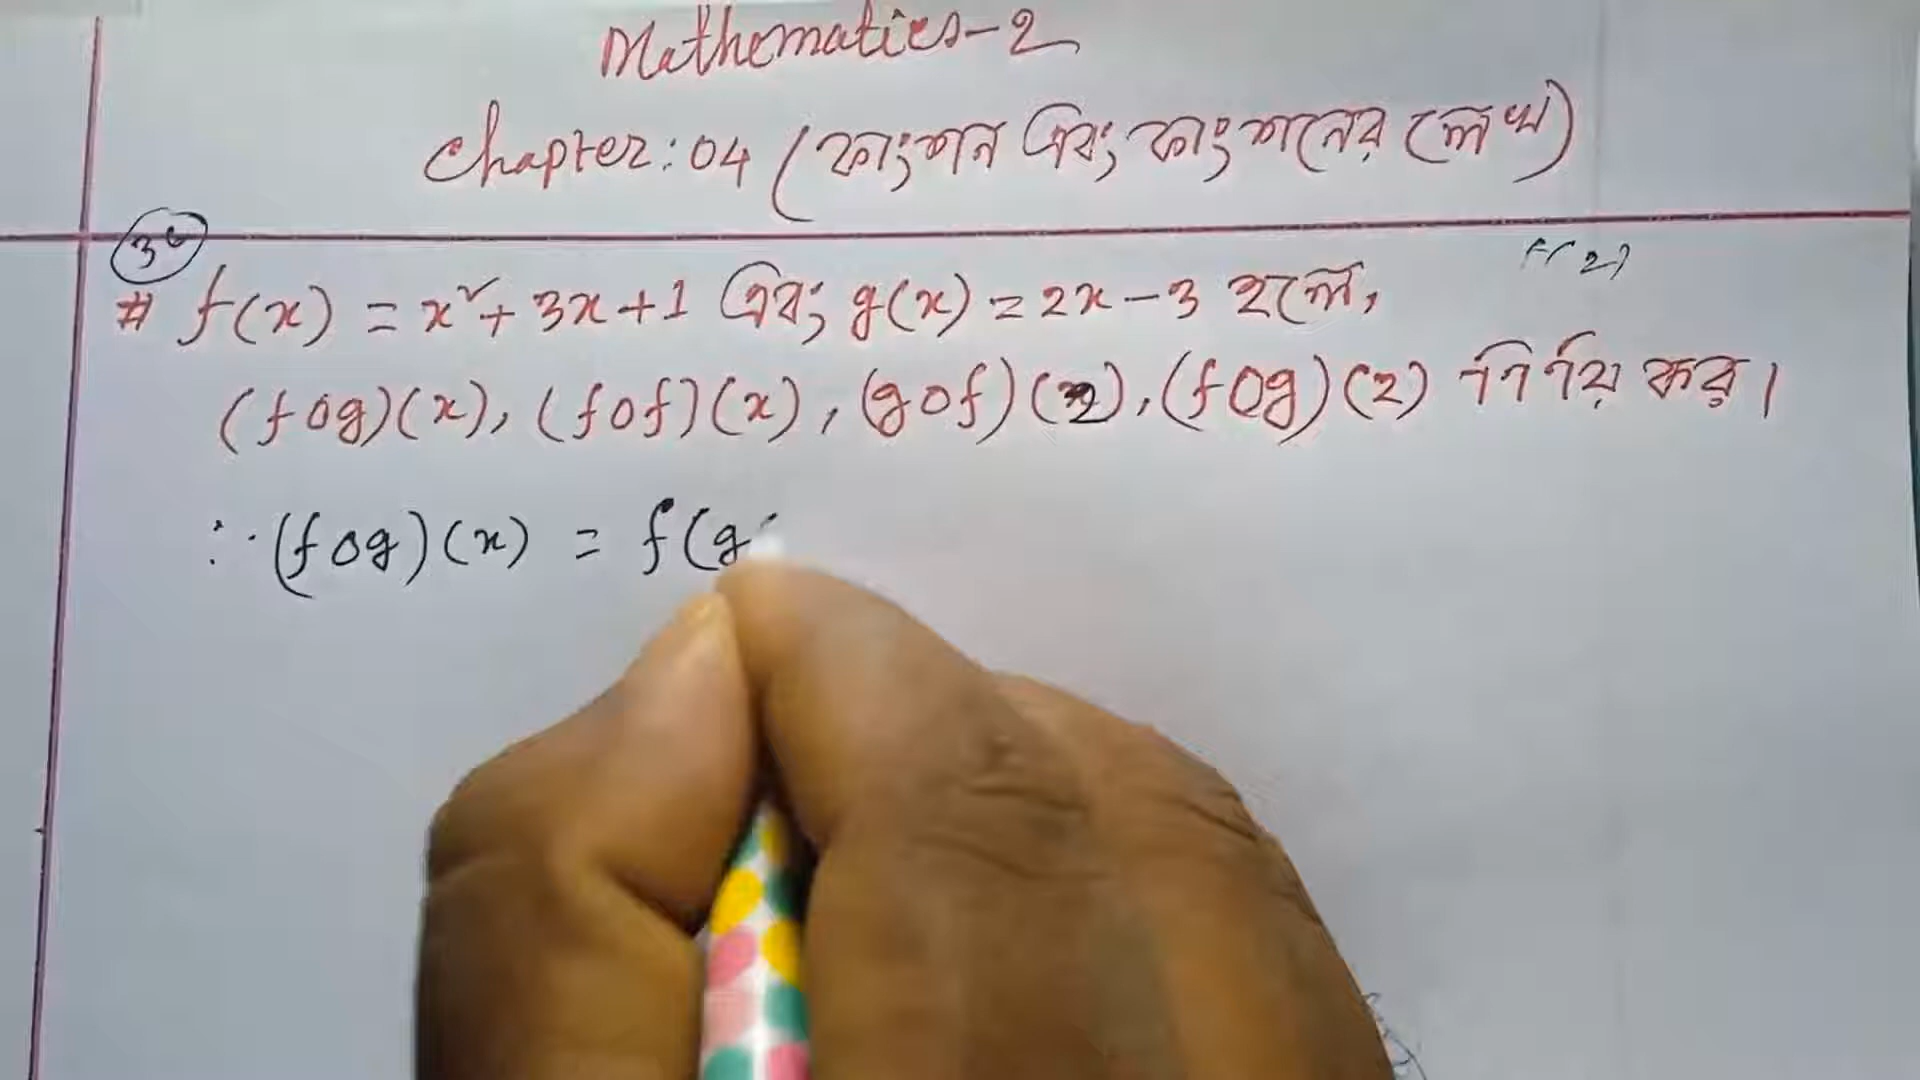 Mathematics-2
Chapter: 04 (ফাংশন এবং ফাংশনের লেখ)
# f(x) = x²+ 3x+1 এবং g(x) = 2x-3 হলে,
(fog)(x), (fof)(x), (gof)(2), (fog)(2) নির্ণয় কর।
∴ (fog)(x) = f(g